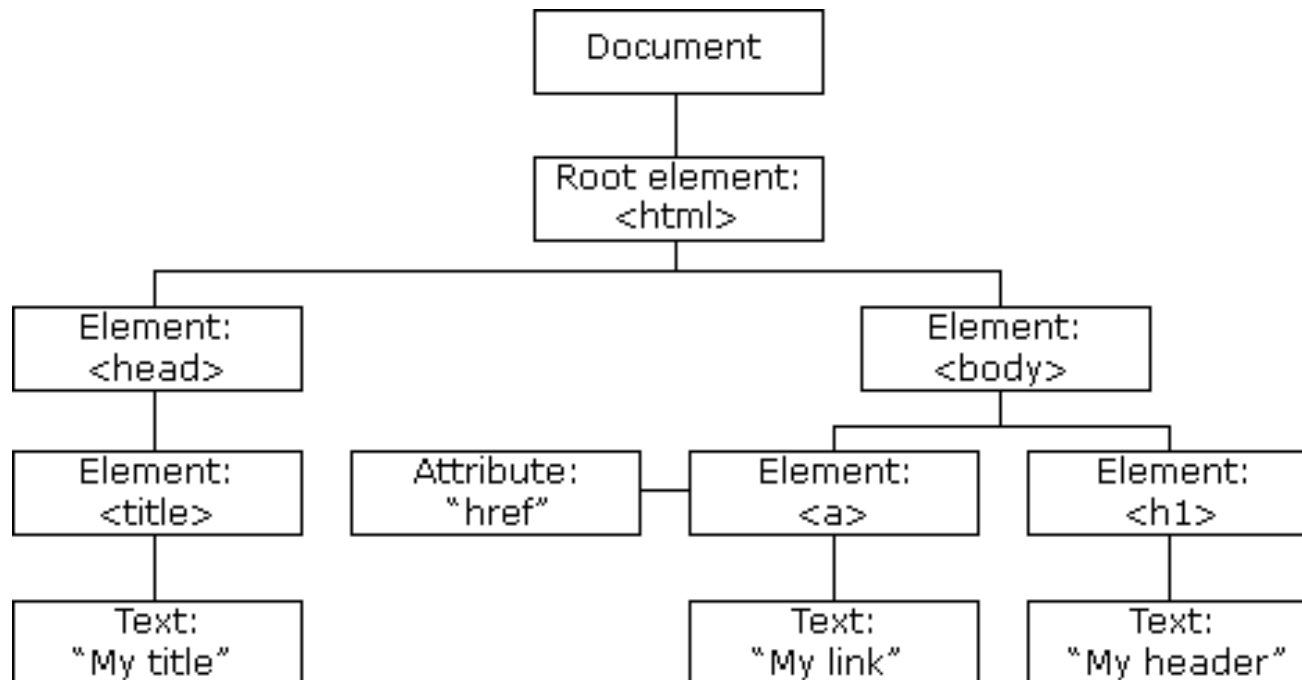 Document
Root element:
<html>
Element:
<head>
Element:
<body>
Element:
<title>
Attribute:
“href”
Element:
<a>
Element:
<h1>
Text:
“My title”
Text:
“My link”
Text:
“My header”